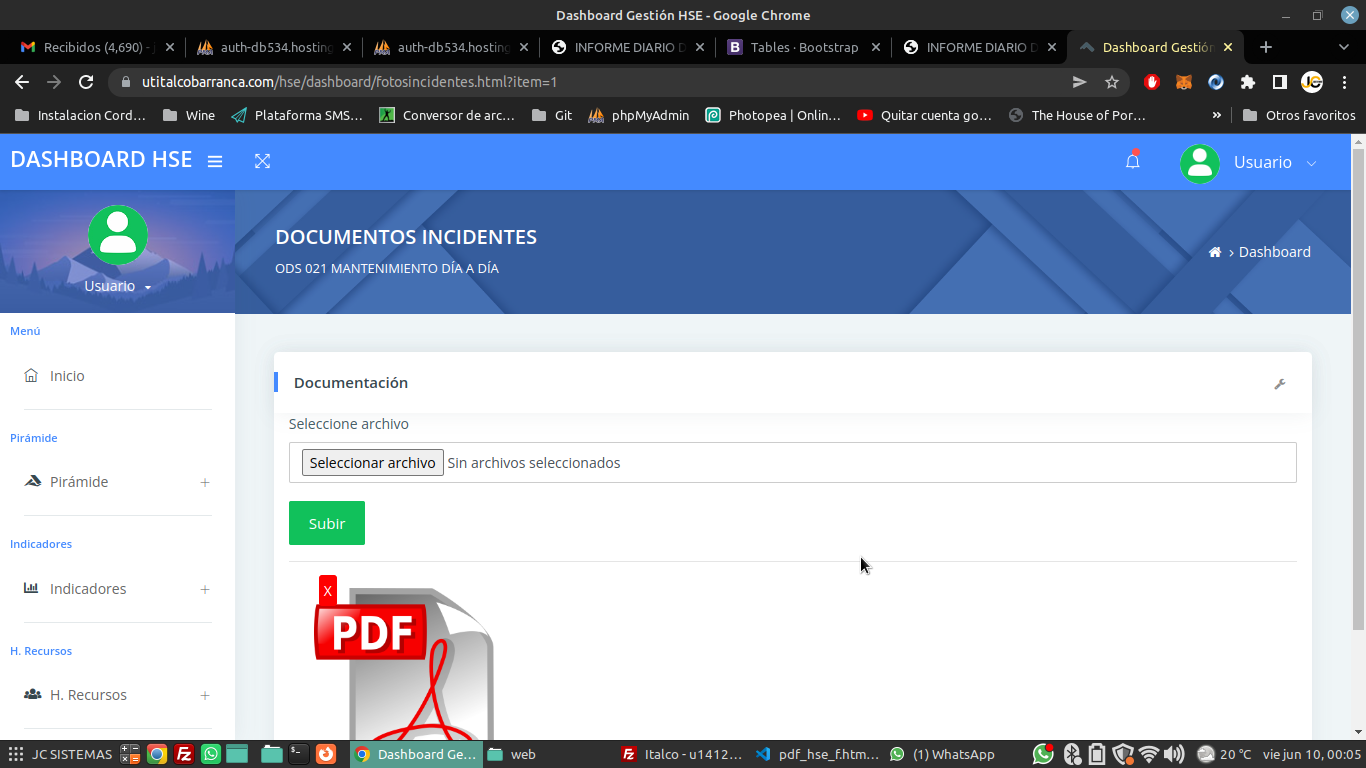 Dashboard Gestión HSE - Google Chrome
Recibidos (4,690) -
auth-db534.hosting
auth-db534.hosting
INFORME DIARIO D
Tables · Bootstrap
INFORME DIARIO D
Dashboard Gestión
utitalcobarranca.com/hse/dashboard/fotosincidentes.html?item=1
Instalacion Cord…
Wine
Plataforma SMS…
Conversor de arc…
Git
phpMyAdmin
Photopea | Onlin…
Quitar cuenta go…
The House of Por…
»
Otros favoritos
DASHBOARD HSE
Usuario
Usuario
DOCUMENTOS INCIDENTES
ODS 021 MANTENIMIENTO DÍA A DÍA
› Dashboard
Menú
Inicio
Pirámide
Pirámide +
Indicadores
Indicadores +
H. Recursos
H. Recursos +
Documentación
Seleccione archivo
Seleccionar archivo Sin archivos seleccionados
Subir
X
PDF
JC SISTEMAS
Dashboard Ge…
web
Italco - u1412…
pdf_hse_f.htm…
(1) WhatsApp
20 °C
vie jun 10, 00:05